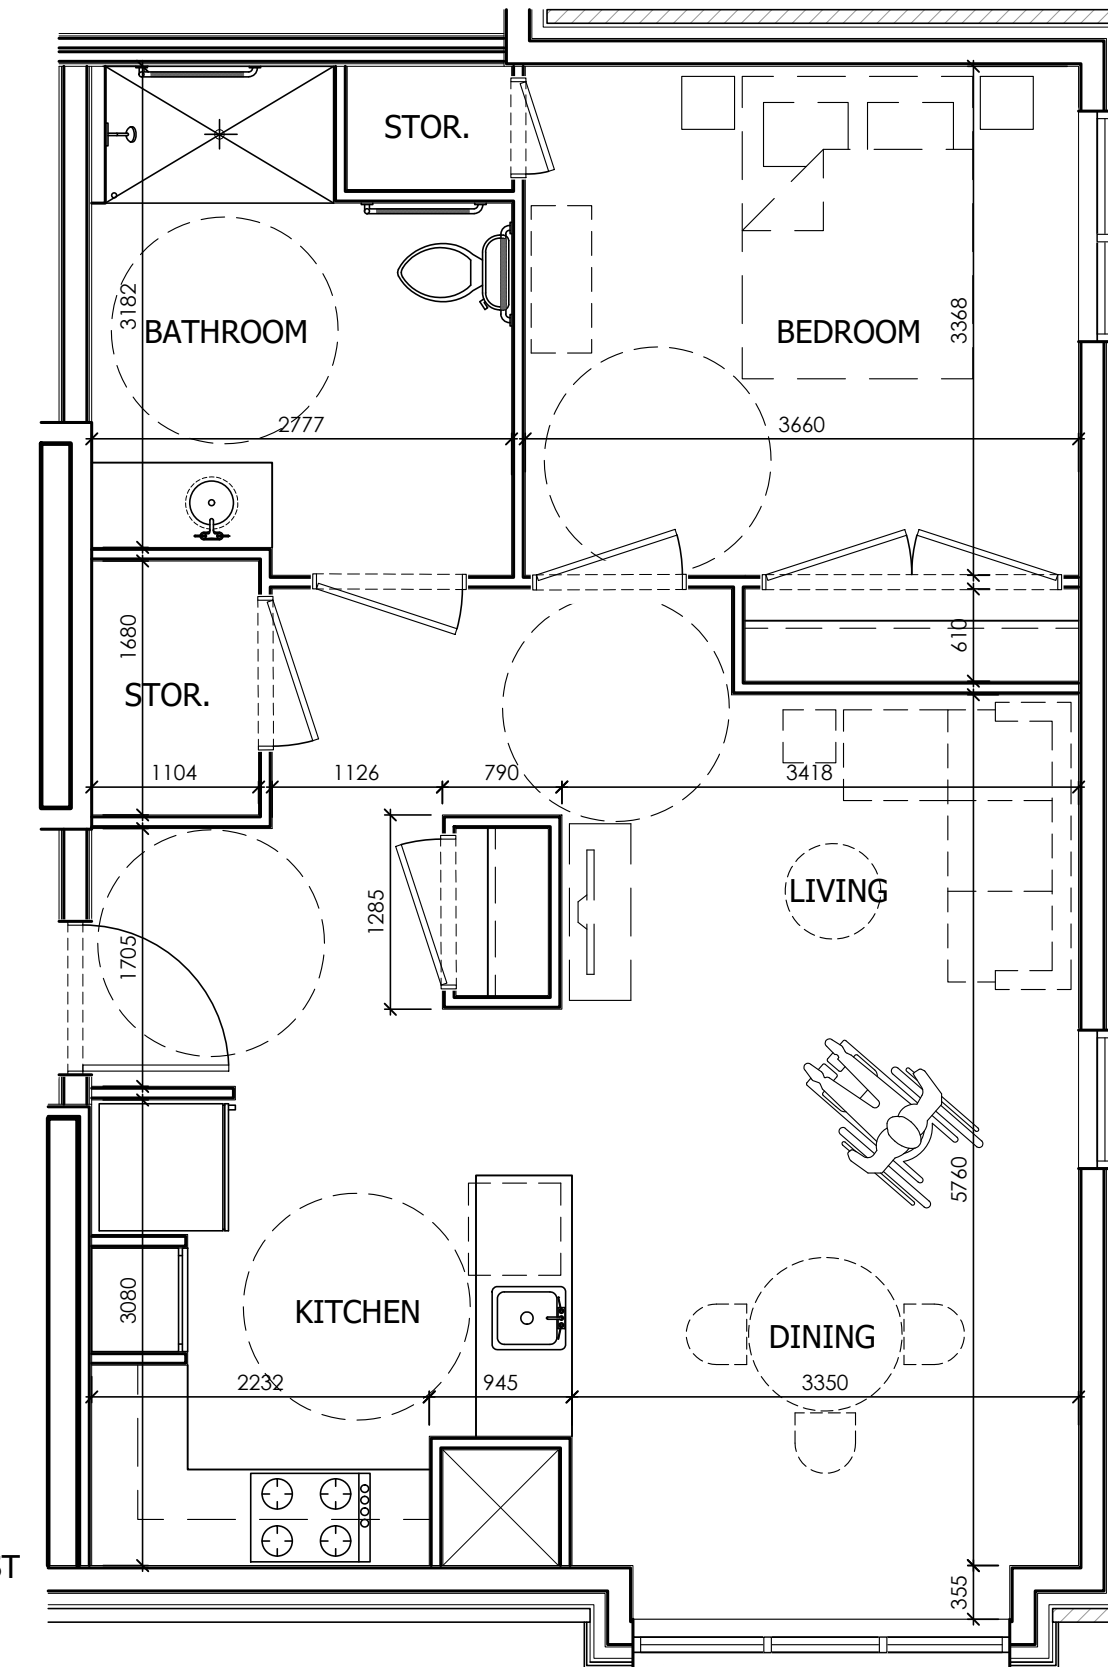 STOR.
3182
BATHROOM
BEDROOM
3368
2777
3660
1680
610
STOR.
1104
1126
790
3418
1285
LIVING
1705
5760
3080
KITCHEN
DINING
2232
945
3350
ST
355